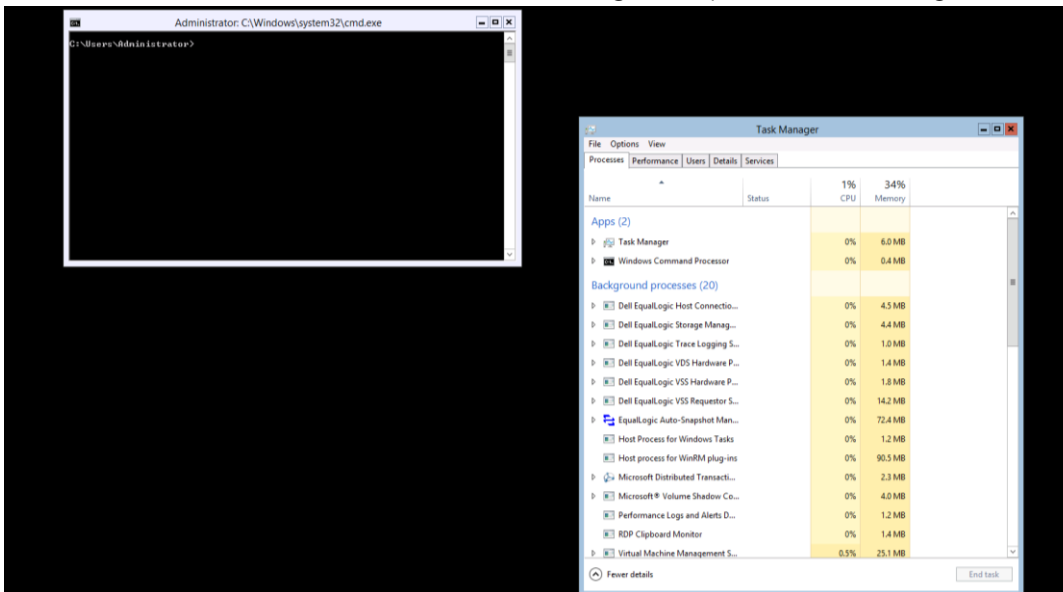 Administrator: C:\Windows\system32\cmd.exe
C:\Users\Administrator>
Task Manager
File Options View
Processes Performance Users Details Services
1% 34%
Name Status CPU Memory
Apps (2)
Task Manager 0% 6.0 MB
Windows Command Processor 0% 0.4 MB
Background processes (20)
Dell EqualLogic Host Connectio... 0% 4.5 MB
Dell EqualLogic Storage Manag... 0% 4.4 MB
Dell EqualLogic Trace Logging S... 0% 1.0 MB
Dell EqualLogic VDS Hardware P... 0% 1.4 MB
Dell EqualLogic VSS Hardware P... 0% 1.8 MB
Dell EqualLogic VSS Requestor S... 0% 14.2 MB
EqualLogic Auto-Snapshot Man... 0% 72.4 MB
Host Process for Windows Tasks 0% 1.2 MB
Host process for WinRM plug-ins 0% 90.5 MB
Microsoft Distributed Transacti... 0% 2.3 MB
Microsoft® Volume Shadow Co... 0% 4.0 MB
Performance Logs and Alerts D... 0% 1.2 MB
RDP Clipboard Monitor 0% 1.4 MB
Virtual Machine Management S... 0.5% 25.1 MB
Fewer details End task